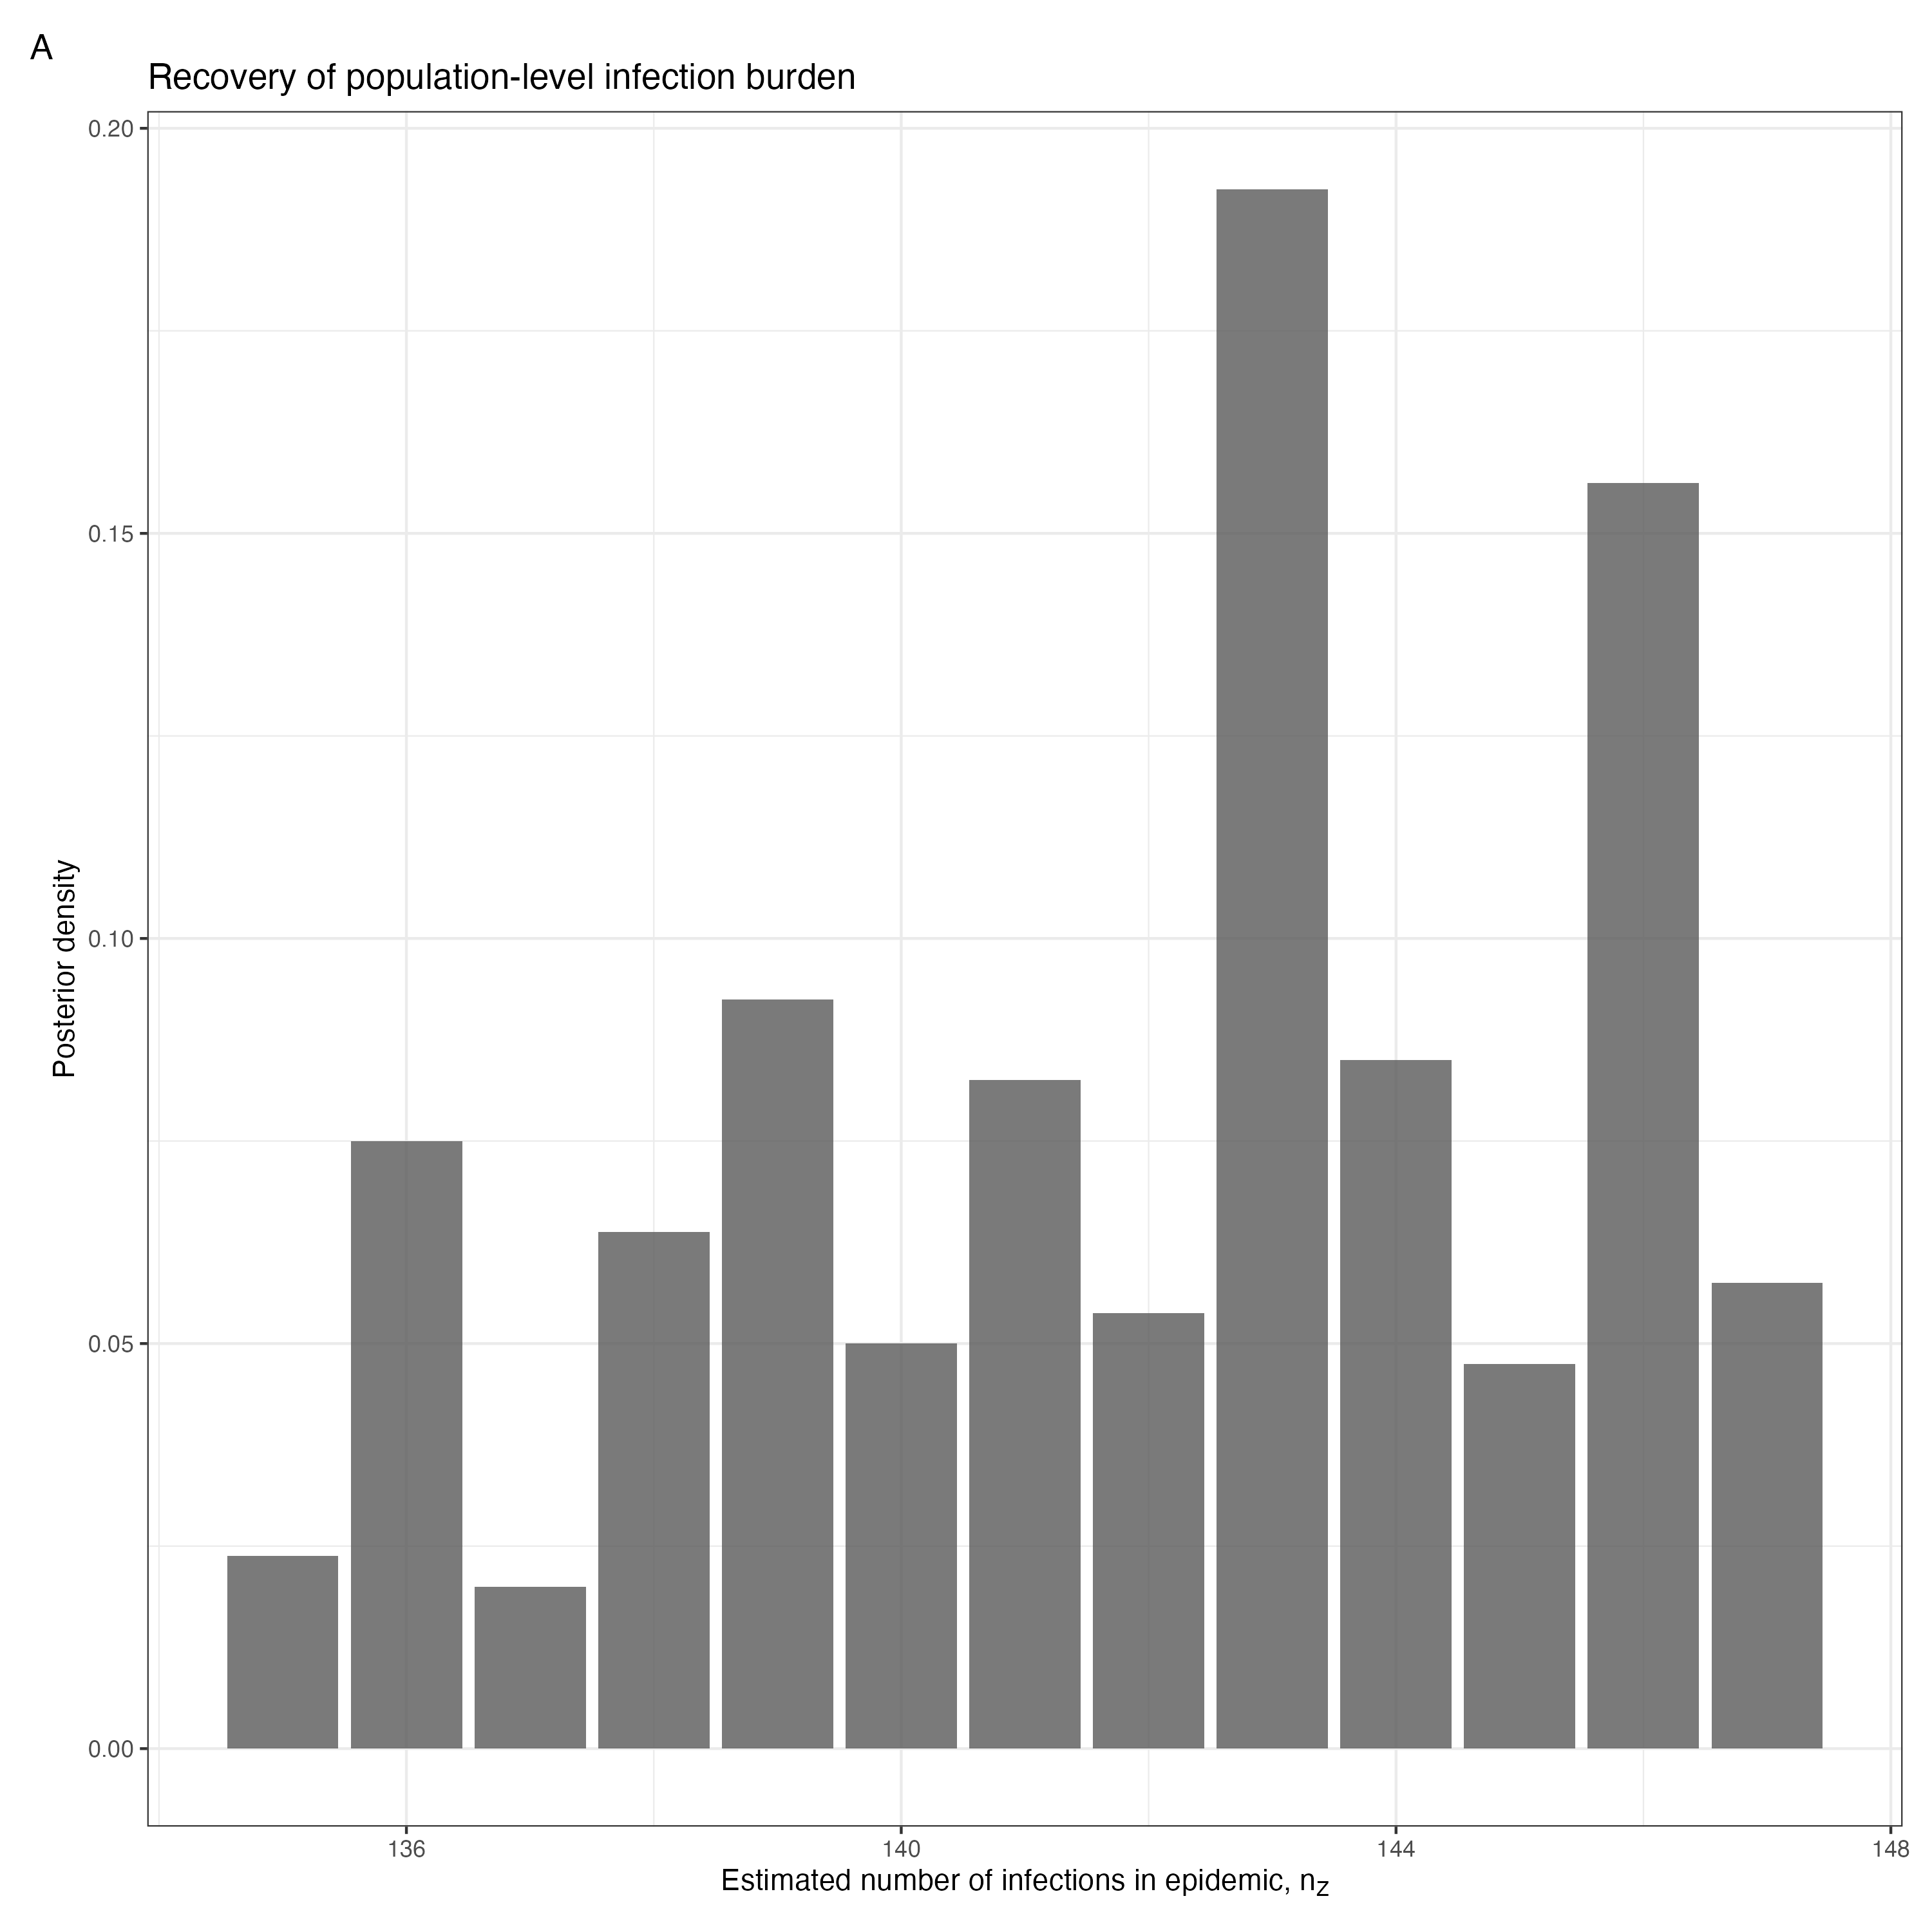 A
Recovery of population-level infection burden
0.20
0.15
0.10
0.05
0.00
Posterior density
136 140 144 148
Estimated number of infections in epidemic, nZ